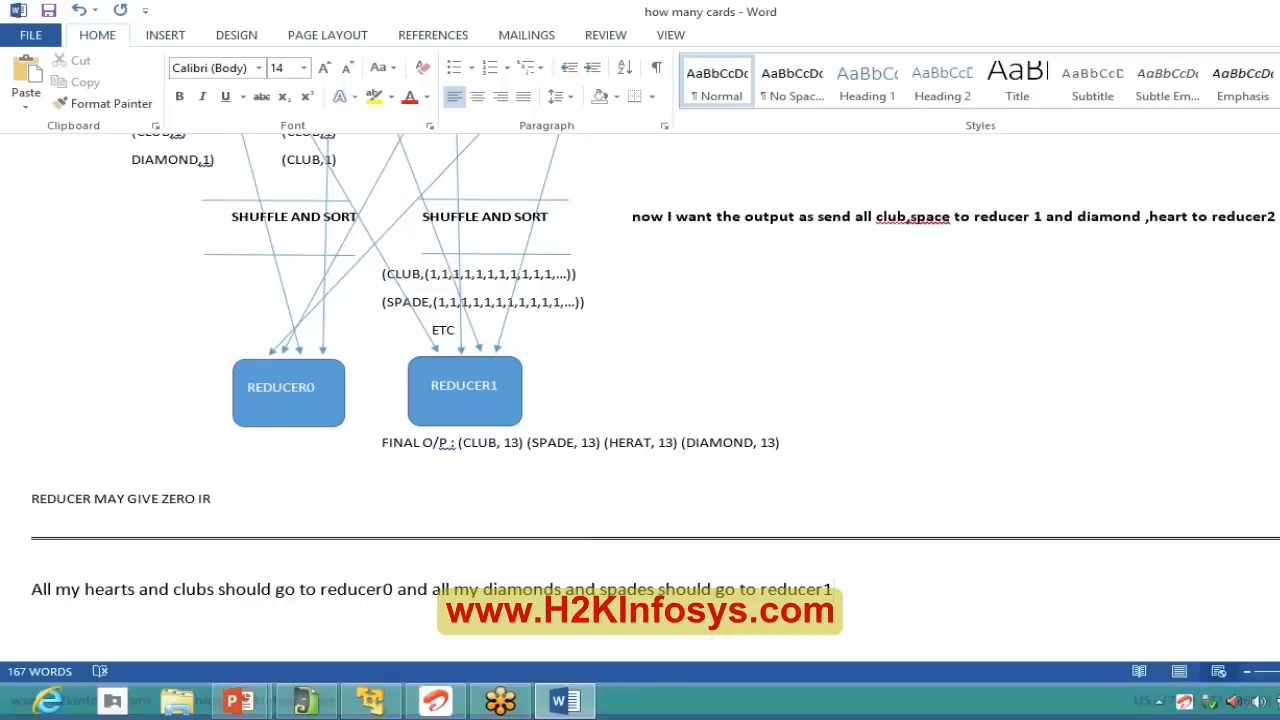 how many cards - Word
FILE HOME INSERT DESIGN PAGE LAYOUT REFERENCES MAILINGS REVIEW VIEW
Paste
Cut
Copy
Format Painter
Calibri (Body) 14
AaBbCcDc AaBbCcDc AaBbC AaBbCcD AaBl AaBbCcD AaBbCcDc AaBbCcDc
¶ Normal ¶ No Spac... Heading 1 Heading 2 Title Subtitle Subtle Em... Emphasis
Clipboard Font Paragraph Styles
DIAMOND,1) (CLUB,1)
SHUFFLE AND SORT SHUFFLE AND SORT now I want the output as send all club,space to reducer 1 and diamond ,heart to reducer2
(CLUB,(1,1,1,1,1,1,1,1,1,1,1,...))
(SPADE,(1,1,1,1,1,1,1,1,1,1,1,...))
ETC
REDUCER0 REDUCER1
FINAL O/P : (CLUB, 13) (SPADE, 13) (HERAT, 13) (DIAMOND, 13)
REDUCER MAY GIVE ZERO IR
All my hearts and clubs should go to reducer0 and all my diamonds and spades should go to reducer1
www.H2KInfosys.com
167 WORDS